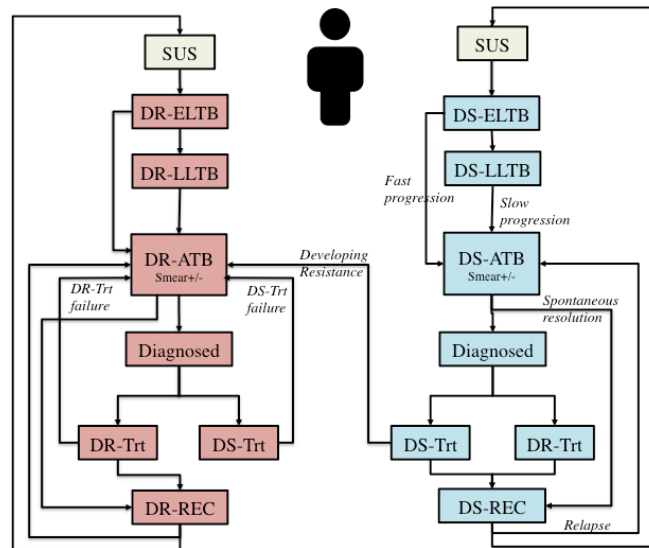 SUS
DR-ELTB
DR-LLTB
DR-ATB
Smear+/-
DR-Trt
failure
DS-Trt
failure
Diagnosed
DR-Trt
DS-Trt
DR-REC
Developing
Resistance
SUS
DS-ELTB
DS-LLTB
Fast
progression
Slow
progression
DS-ATB
Smear+/-
Spontaneous
resolution
Diagnosed
DS-Trt
DR-Trt
DS-REC
Relapse